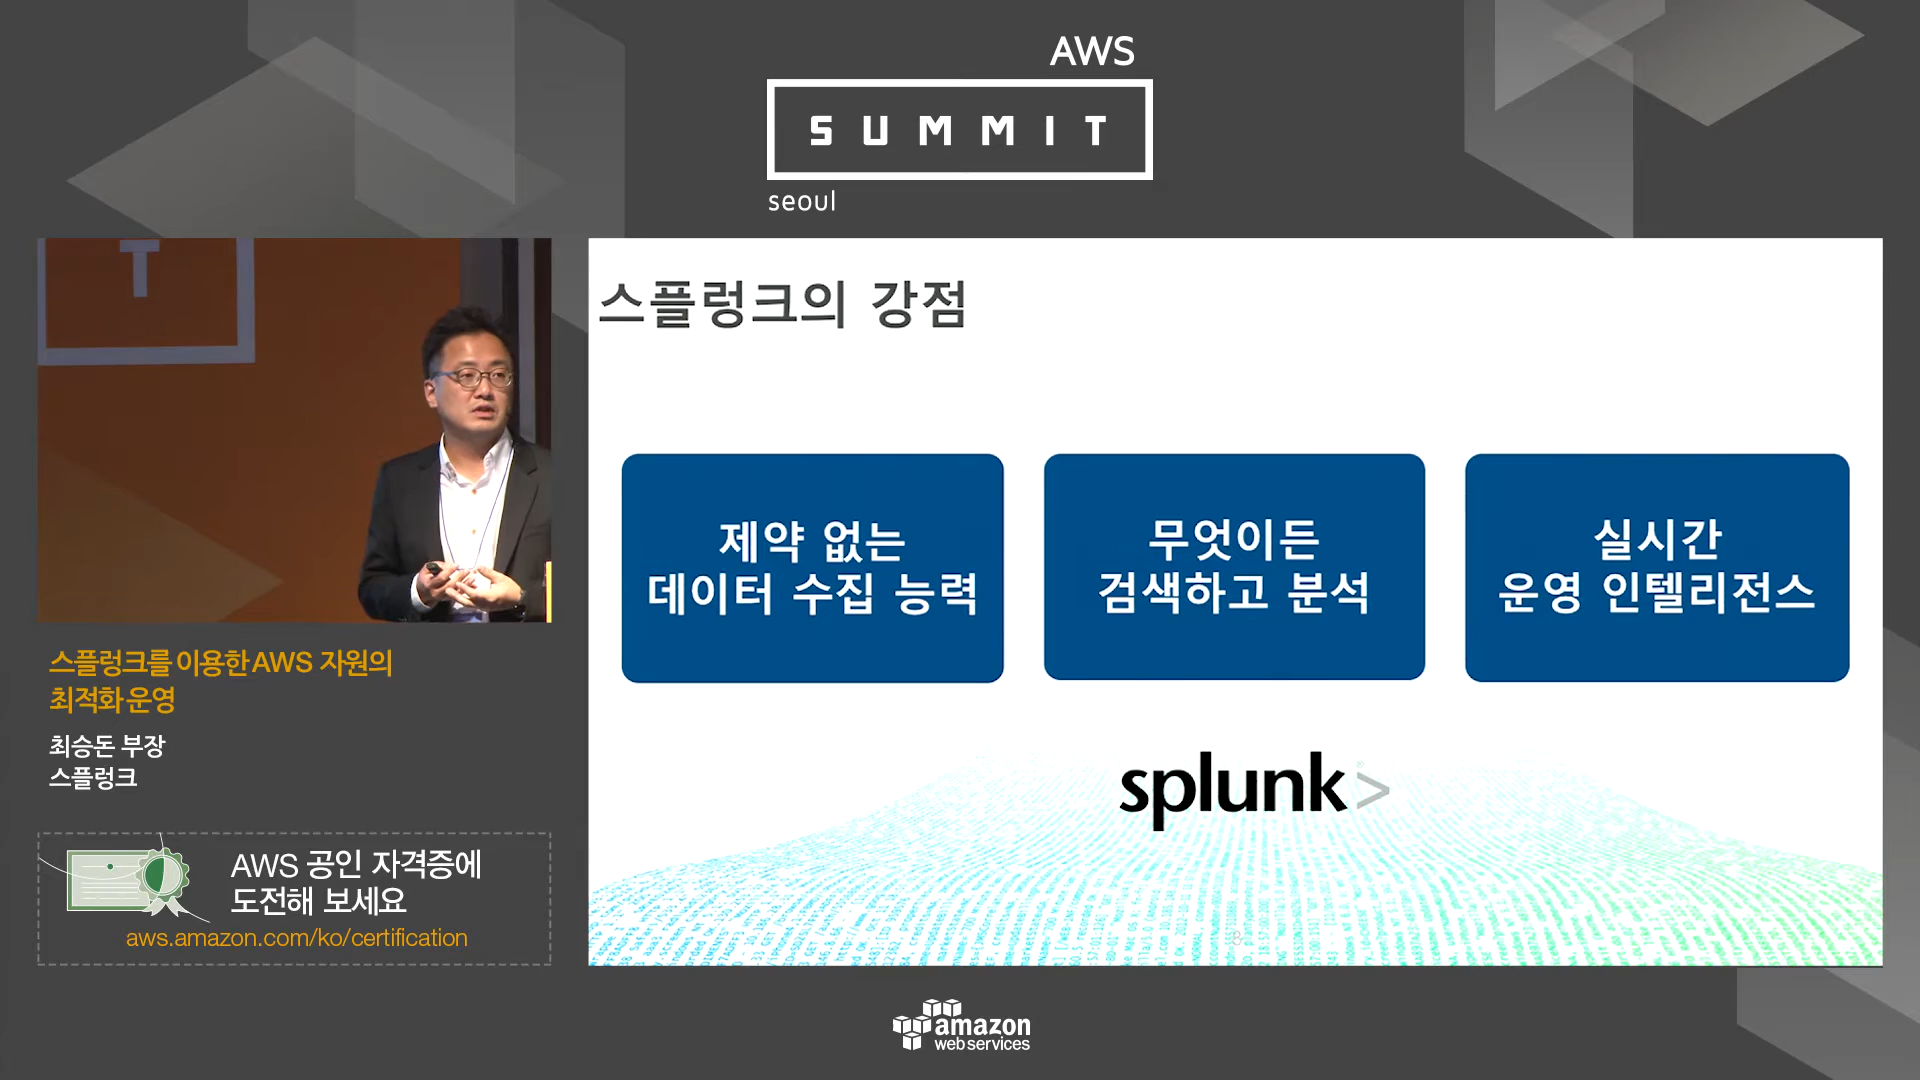 AWS
SUMMIT
seoul
T
스플렁크의 강점
제약 없는
데이터 수집 능력
무엇이든
검색하고 분석
실시간
운영 인텔리전스
splunk>
8
스플렁크를 이용한 AWS 자원의
최적화 운영
최승돈 부장
스플렁크
AWS 공인 자격증에
도전해 보세요
aws.amazon.com/ko/certification
amazon
web services